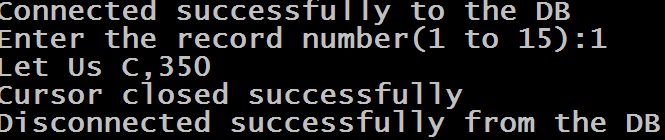 Connected successfully to the DB
Enter the record number(1 to 15):1
Let Us C,350
Cursor closed successfully
Disconnected successfully from the DB